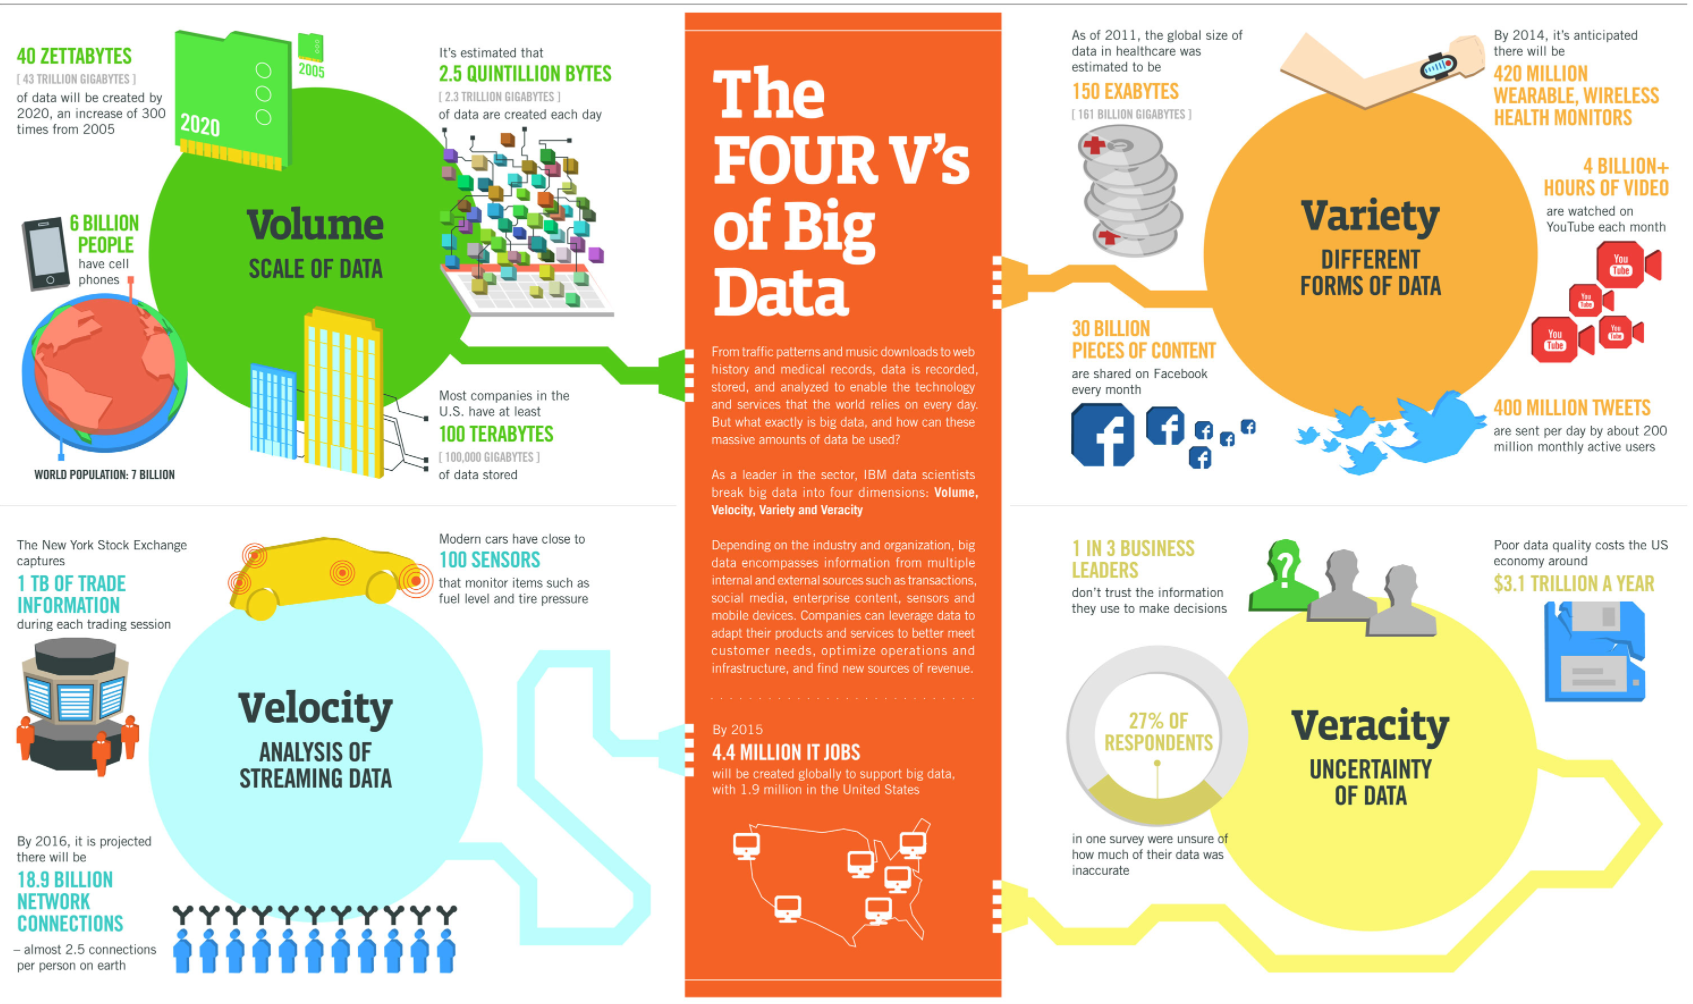 40 ZETTABYTES
[ 43 TRILLION GIGABYTES ]
of data will be created by
2020, an increase of 300
times from 2005
2020
2005
It's estimated that
2.5 QUINTILLION BYTES
[ 2.3 TRILLION GIGABYTES ]
of data are created each day
6 BILLION
PEOPLE
have cell
phones
WORLD POPULATION: 7 BILLION
Volume
SCALE OF DATA
Most companies in the
U.S. have at least
100 TERABYTES
[ 100,000 GIGABYTES ]
of data stored
The New York Stock Exchange
captures
1 TB OF TRADE
INFORMATION
during each trading session
Modern cars have close to
100 SENSORS
that monitor items such as
fuel level and tire pressure
Velocity
ANALYSIS OF
STREAMING DATA
By 2016, it is projected
there will be
18.9 BILLION
NETWORK
CONNECTIONS
– almost 2.5 connections
per person on earth
The
FOUR V's
of Big
Data
From traffic patterns and music downloads to web
history and medical records, data is recorded,
stored, and analyzed to enable the technology
and services that the world relies on every day.
But what exactly is big data, and how can these
massive amounts of data be used?
As a leader in the sector, IBM data scientists
break big data into four dimensions: Volume,
Velocity, Variety and Veracity
Depending on the industry and organization, big
data encompasses information from multiple
internal and external sources such as transactions,
social media, enterprise content, sensors and
mobile devices. Companies can leverage data to
adapt their products and services to better meet
customer needs, optimize operations and
infrastructure, and find new sources of revenue.
By 2015
4.4 MILLION IT JOBS
will be created globally to support big data,
with 1.9 million in the United States
As of 2011, the global size of
data in healthcare was
estimated to be
150 EXABYTES
[ 161 BILLION GIGABYTES ]
By 2014, it's anticipated
there will be
420 MILLION
WEARABLE, WIRELESS
HEALTH MONITORS
4 BILLION+
HOURS OF VIDEO
are watched on
YouTube each month
You
Tube
You
Tube
You
Tube
You
Tube
Variety
DIFFERENT
FORMS OF DATA
30 BILLION
PIECES OF CONTENT
are shared on Facebook
every month
f
f
f
f
f
f
400 MILLION TWEETS
are sent per day by about 200
million monthly active users
1 IN 3 BUSINESS
LEADERS
don't trust the information
they use to make decisions
?
Poor data quality costs the US
economy around
$3.1 TRILLION A YEAR
27% OF
RESPONDENTS
in one survey were unsure of
how much of their data was
inaccurate
Veracity
UNCERTAINTY
OF DATA